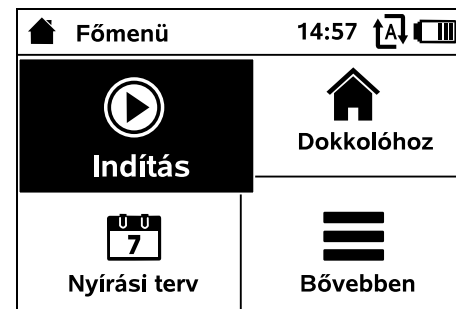 Főmenü 14:57 A
Indítás
Dokkolóhoz
7
Nyírási terv
Bővebben